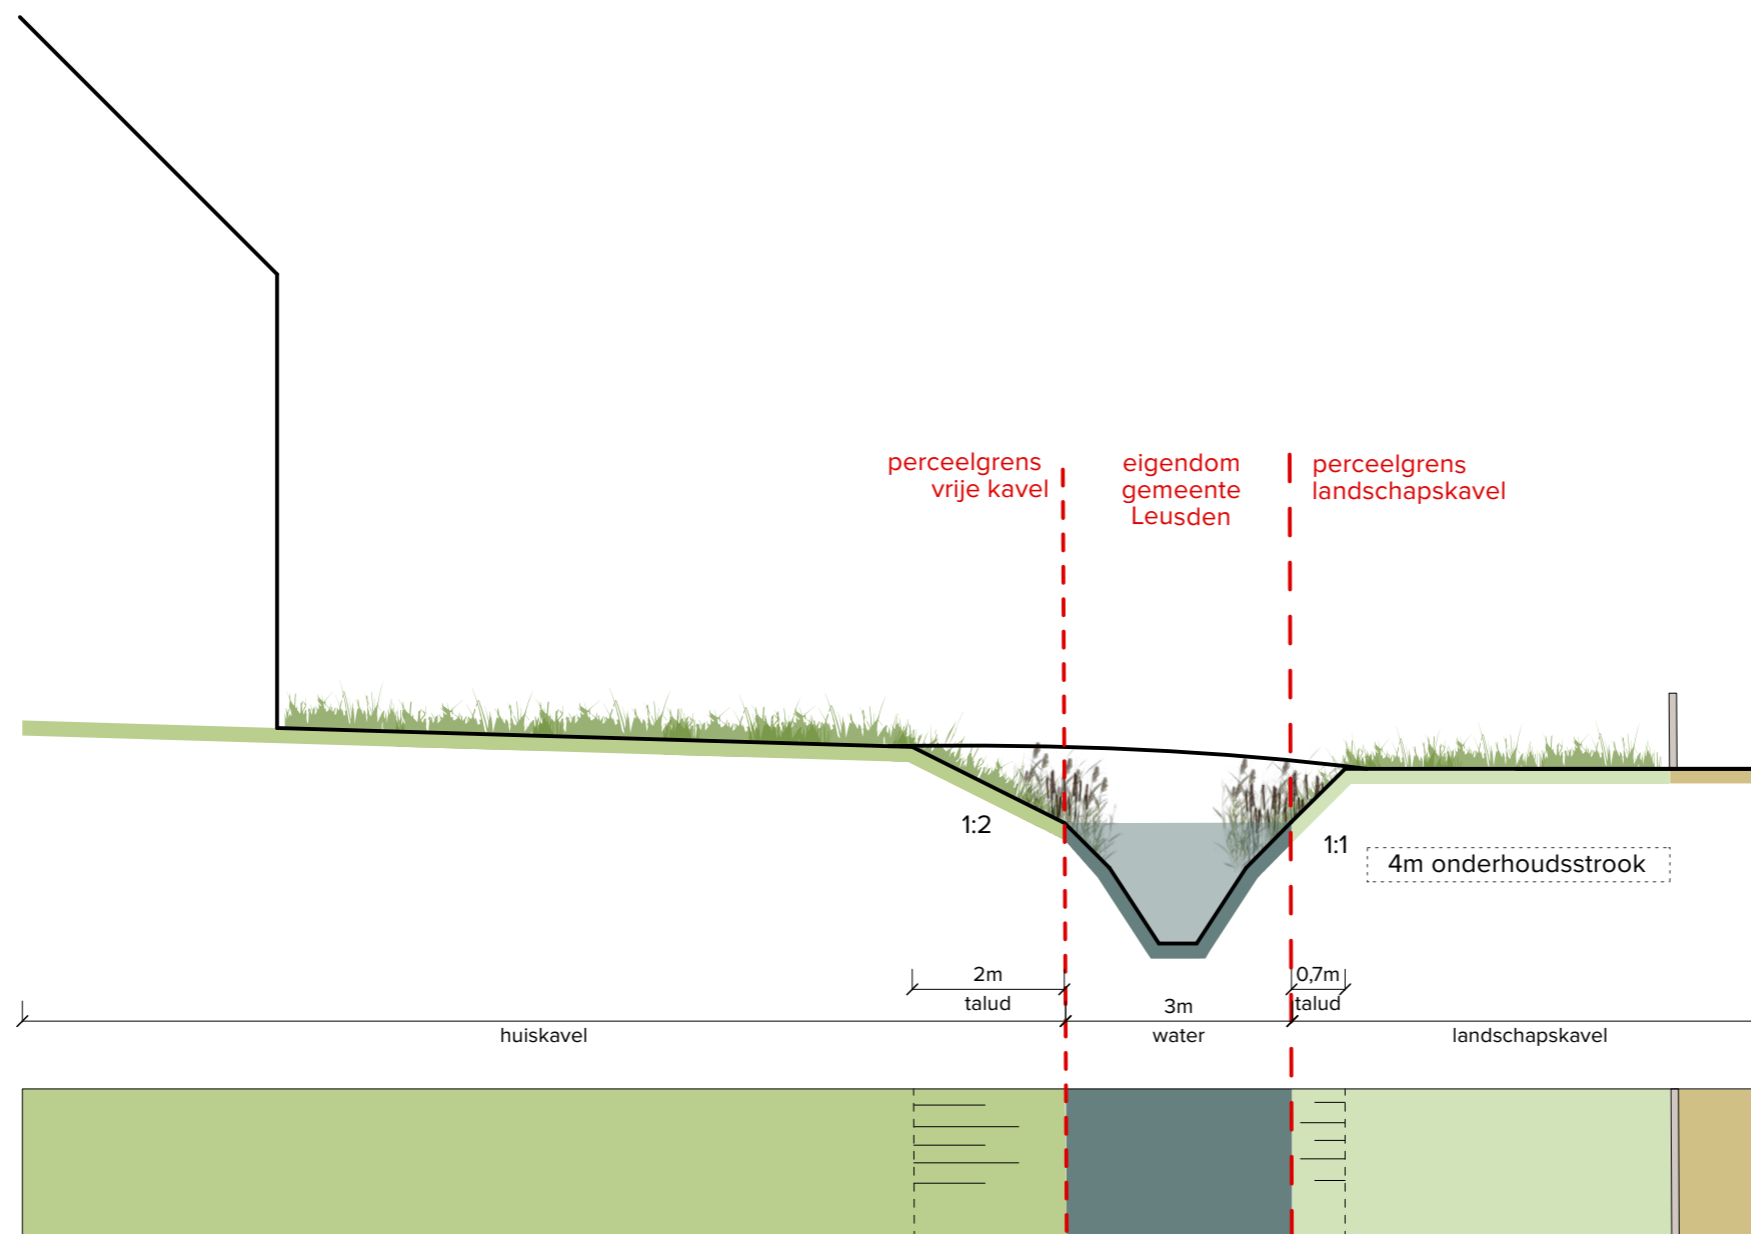 perceelgrens
vrije kavel
eigendom
gemeente
Leusden
perceelgrens
landschapskavel
1:2
1:1
4m onderhoudsstrook
2m
talud
0,7m
talud
3m
water
huiskavel
landschapskavel